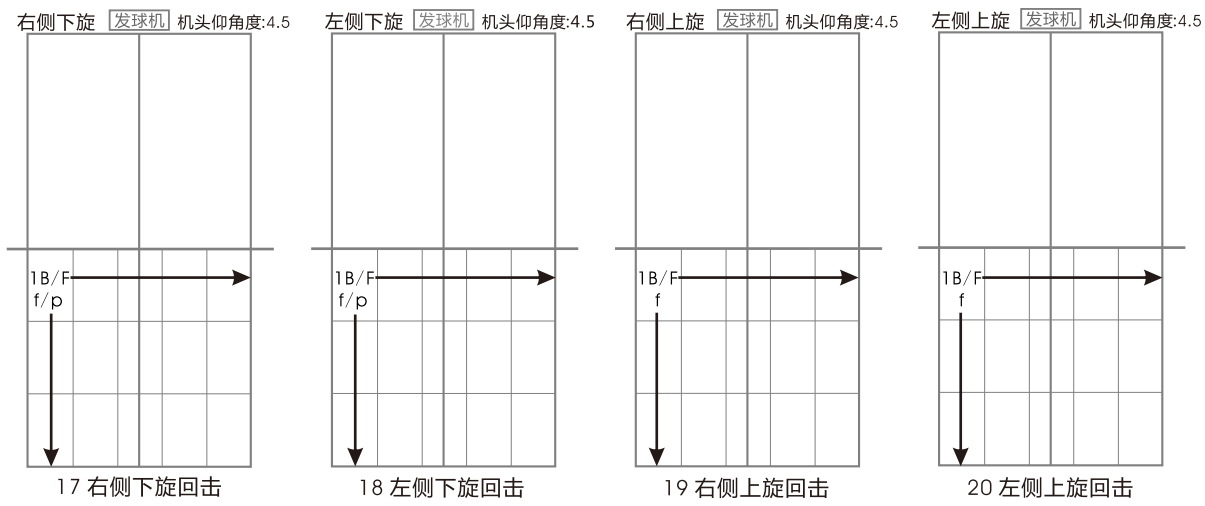 右侧下旋 发球机 机头仰角度:4.5
1B/F
f/p
17 右侧下旋回击
左侧下旋 发球机 机头仰角度:4.5
1B/F
f/p
18 左侧下旋回击
右侧上旋 发球机 机头仰角度:4.5
1B/F
f
19 右侧上旋回击
左侧上旋 发球机 机头仰角度:4.5
1B/F
f
20 左侧上旋回击